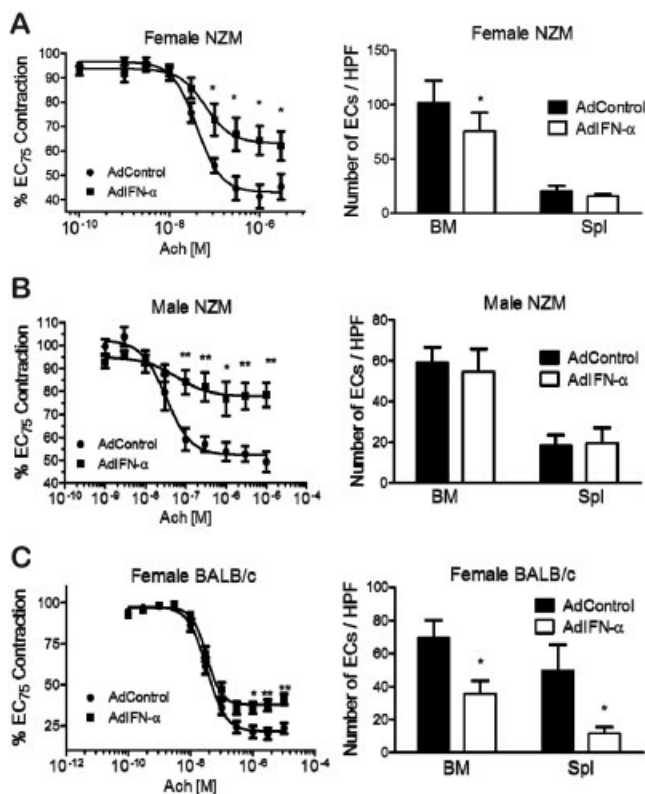 A
Female NZM
% EC75 Contraction
100
90
80
70
60
50
40
* * * *
AdControl
AdIFN-α
10-10 10-8 10-6
Ach [M]
Female NZM
Number of ECs / HPF
150
100
50
0
*
AdControl
AdIFN-α
BM Spl
B
Male NZM
% EC75 Contraction
110
100
90
80
70
60
50
40
** ** * ** **
AdControl
AdIFN-α
10-10 10-9 10-8 10-7 10-6 10-5 10-4
Ach [M]
Male NZM
Number of ECs / HPF
80
60
40
20
0
AdControl
AdIFN-α
BM Spl
C
Female BALB/c
% EC75 Contraction
100
75
50
25
* ** **
AdControl
AdIFN-α
10-12 10-10 10-8 10-6 10-4
Ach [M]
Female BALB/c
Number of ECs / HPF
100
80
60
40
20
0
* *
AdControl
AdIFN-α
BM Spl